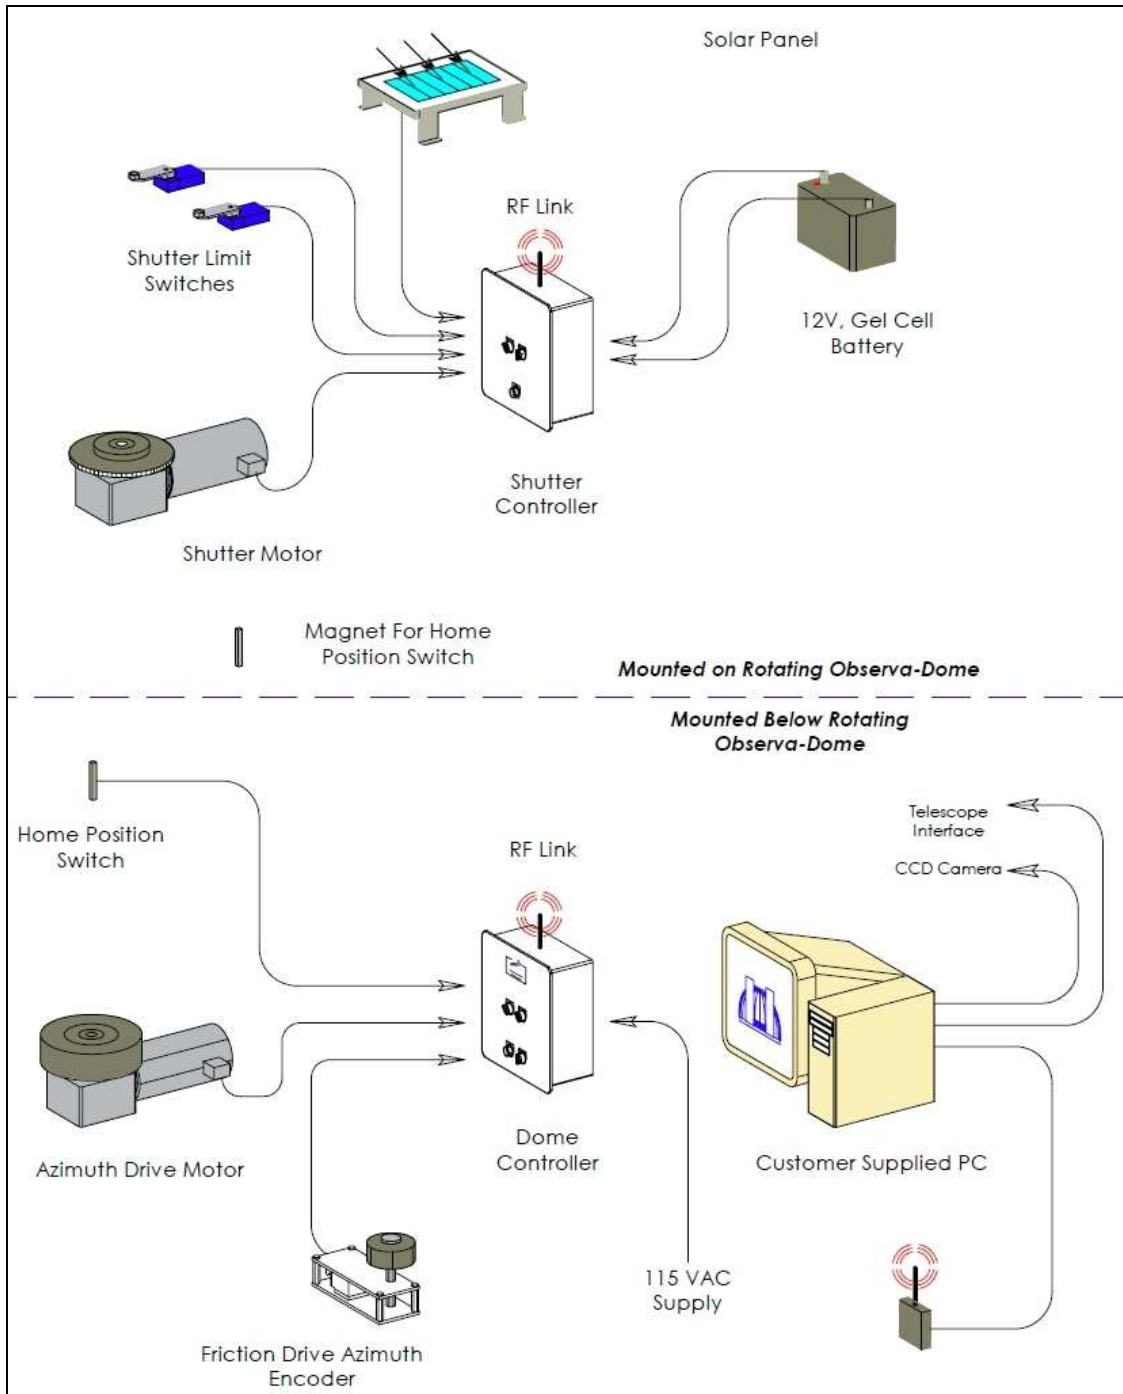 Solar Panel
RF Link
Shutter Limit
Switches
12V, Gel Cell
Battery
Shutter
Controller
Shutter Motor
Magnet For Home
Position Switch
Mounted on Rotating Observa-Dome
Mounted Below Rotating
Observa-Dome
Home Position
Switch
RF Link
Telescope
Interface
CCD Camera
Azimuth Drive Motor
Dome
Controller
Customer Supplied PC
115 VAC
Supply
Friction Drive Azimuth
Encoder